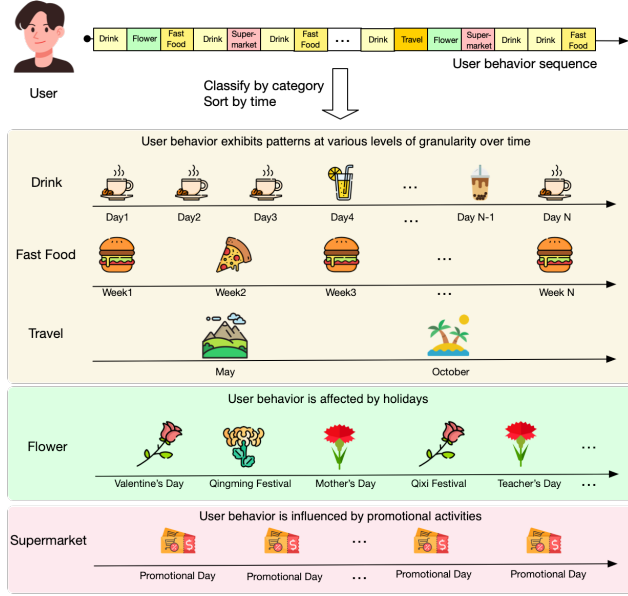 Drink Flower Fast Food Drink Super-market Drink Fast Food ... Drink Travel Flower Super-market Drink Drink Fast Food
User behavior sequence
User
Classify by category
Sort by time
User behavior exhibits patterns at various levels of granularity over time
Drink
Day1 Day2 Day3 Day4 ... Day N-1 Day N
Fast Food
Week1 Week2 Week3 ... Week N
Travel
May October
User behavior is affected by holidays
Flower
Valentine's Day Qingming Festival Mother's Day Qixi Festival Teacher's Day ...
User behavior is influenced by promotional activities
Supermarket
Promotional Day Promotional Day ... Promotional Day Promotional Day